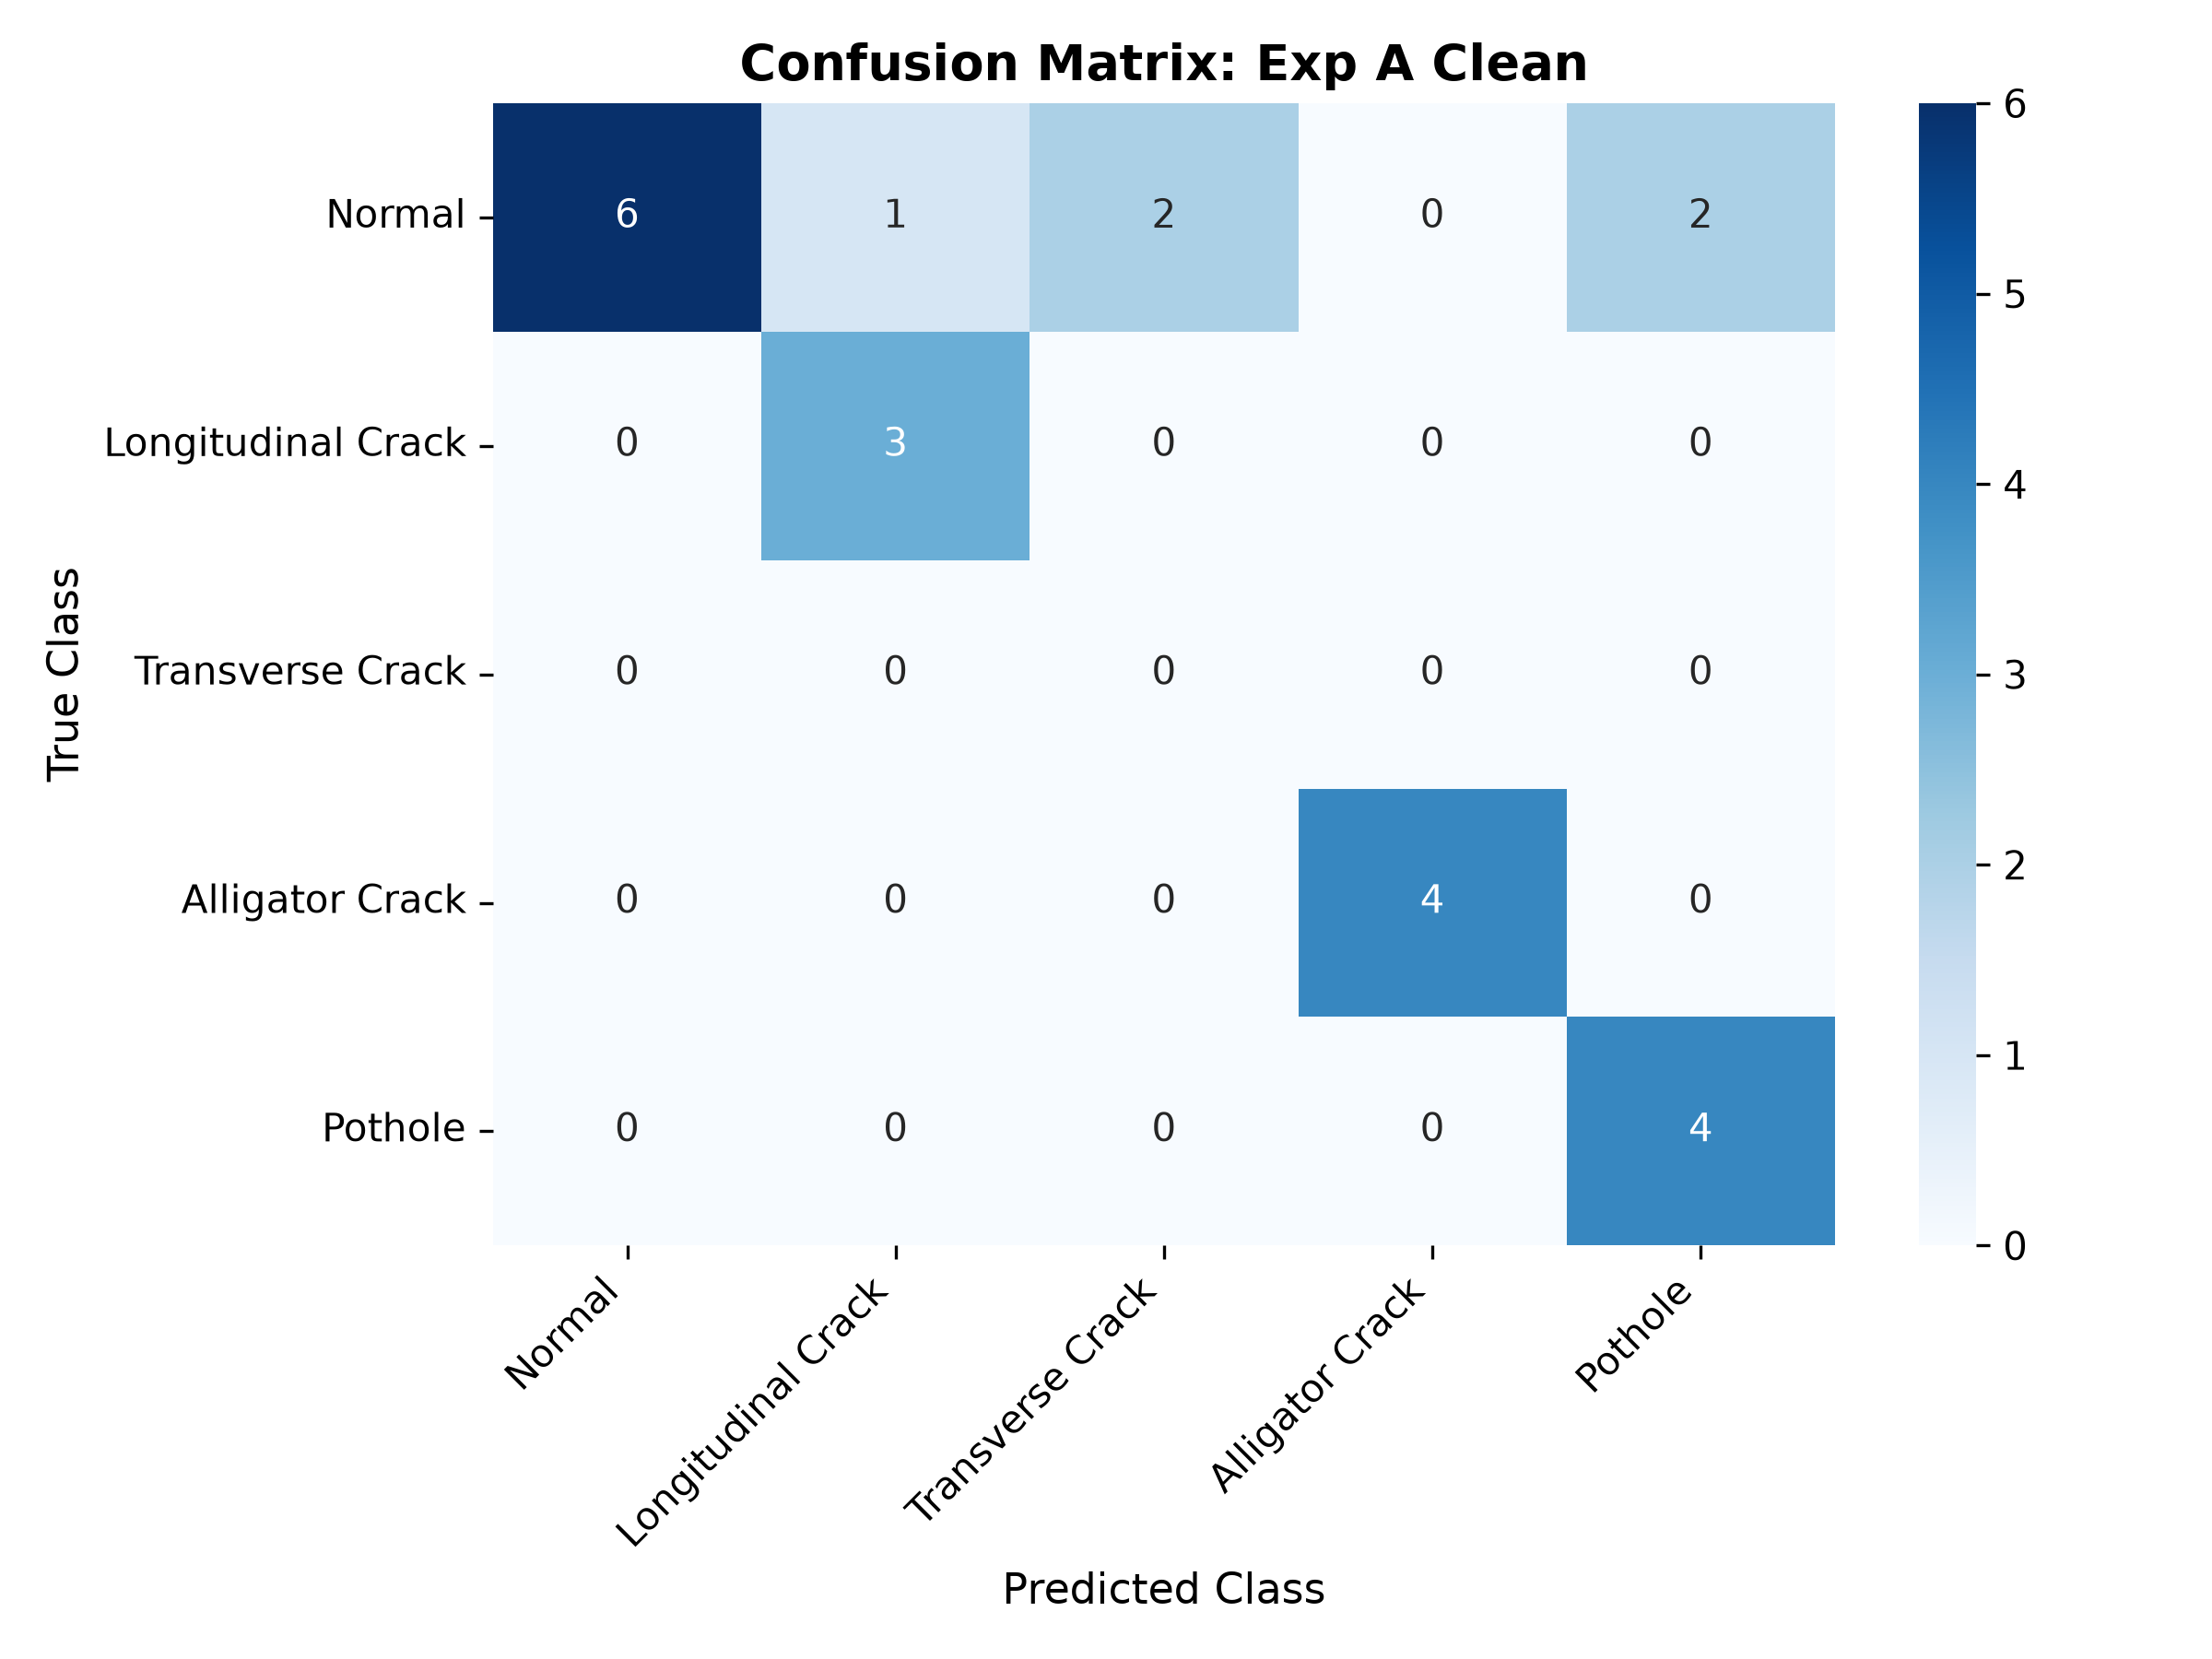 Confusion Matrix: Exp A Clean
Normal 6 1 2 0 2
Longitudinal Crack 0 3 0 0 0
Transverse Crack 0 0 0 0 0
Alligator Crack 0 0 0 4 0
Pothole 0 0 0 0 4
True Class
Normal
Longitudinal Crack
Transverse Crack
Alligator Crack
Pothole
Predicted Class
6
5
4
3
2
1
0